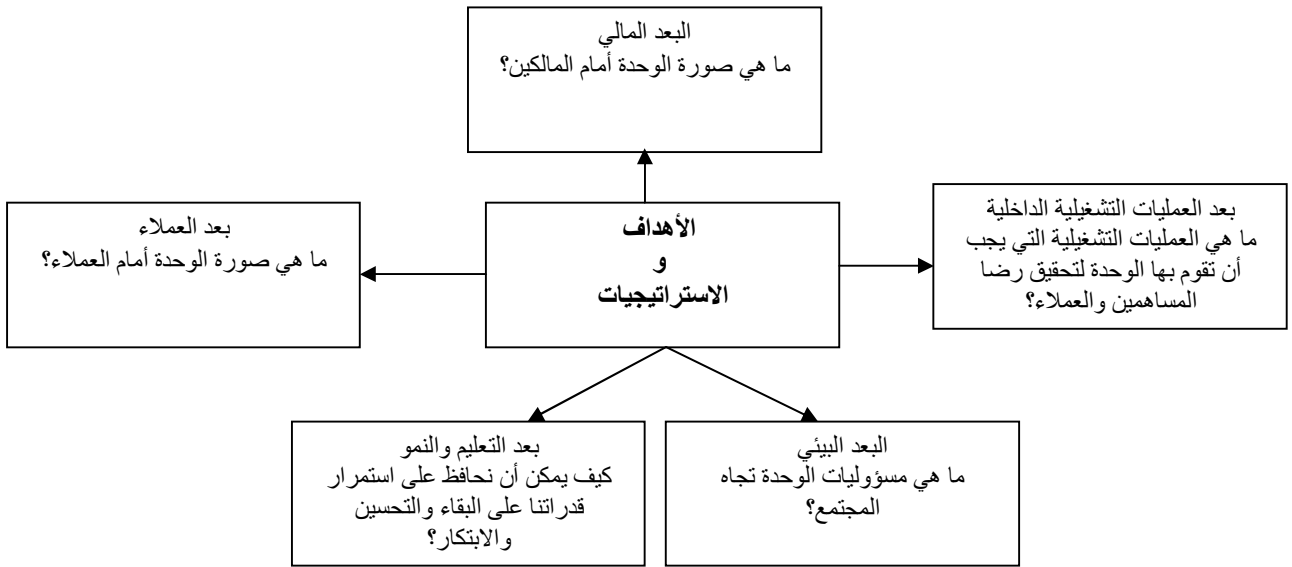 البعد المالي
ما هي صورة الوحدة أمام المالكين؟
بعد العمليات التشغيلية الداخلية
ما هي العمليات التشغيلية التي يجب
أن تقوم بها الوحدة لتحقيق رضا
المساهمين والعملاء؟
الأهداف
و
الاستراتيجيات
بعد العملاء
ما هي صورة الوحدة أمام العملاء؟
البعد البيئي
ما هي مسؤوليات الوحدة تجاه
المجتمع؟
بعد التعليم والنمو
كيف يمكن أن نحافظ على استمرار
قدراتنا على البقاء والتحسين
والابتكار؟